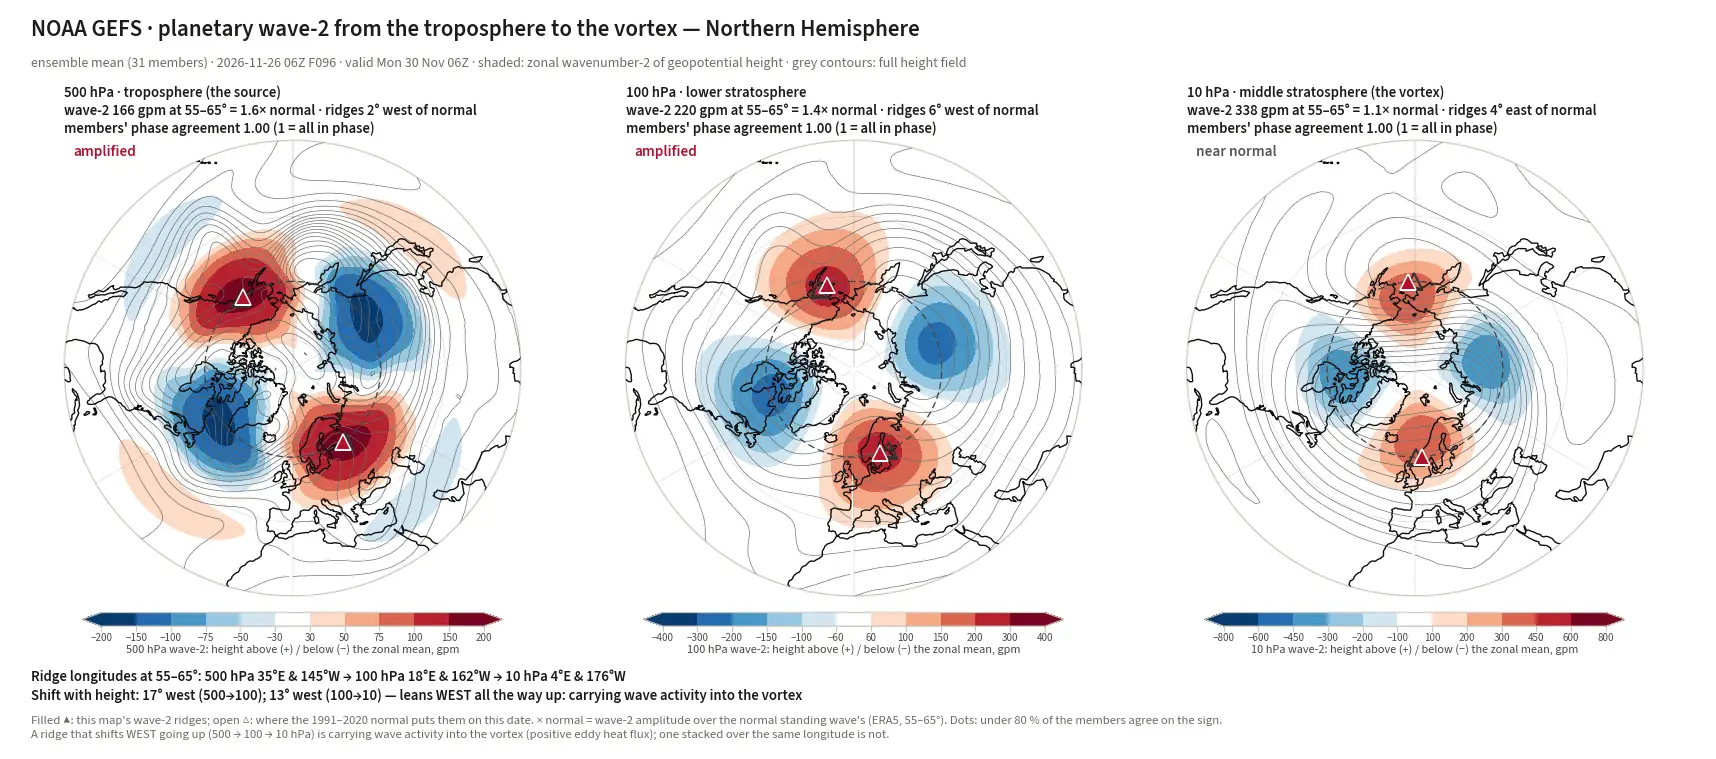 NOAA GEFS · planetary wave-2 from the troposphere to the vortex — Northern Hemisphere
ensemble mean (31 members) · 2026-11-26 06Z F096 · valid Mon 30 Nov 06Z · shaded: zonal wavenumber-2 of geopotential height · grey contours: full height field
500 hPa · troposphere (the source)
wave-2 166 gpm at 55–65° = 1.6× normal · ridges 2° west of normal
members' phase agreement 1.00 (1 = all in phase)
amplified
100 hPa · lower stratosphere
wave-2 220 gpm at 55–65° = 1.4× normal · ridges 6° west of normal
members' phase agreement 1.00 (1 = all in phase)
amplified
10 hPa · middle stratosphere (the vortex)
wave-2 338 gpm at 55–65° = 1.1× normal · ridges 4° east of normal
members' phase agreement 1.00 (1 = all in phase)
near normal
−200 −150 −100 −75 −50 −30 30 50 75 100 150 200
500 hPa wave-2: height above (+) / below (−) the zonal mean, gpm
−400 −300 −200 −150 −100 −60 60 100 150 200 300 400
100 hPa wave-2: height above (+) / below (−) the zonal mean, gpm
−800 −600 −450 −300 −200 −100 100 200 300 450 600 800
10 hPa wave-2: height above (+) / below (−) the zonal mean, gpm
Ridge longitudes at 55–65°: 500 hPa 35°E & 145°W → 100 hPa 18°E & 162°W → 10 hPa 4°E & 176°W
Shift with height: 17° west (500→100); 13° west (100→10) — leans WEST all the way up: carrying wave activity into the vortex
Filled ▲: this map's wave-2 ridges; open △: where the 1991–2020 normal puts them on this date. × normal = wave-2 amplitude over the normal standing wave's (ERA5, 55–65°). Dots: under 80 % of the members agree on the sign.
A ridge that shifts WEST going up (500 → 100 → 10 hPa) is carrying wave activity into the vortex (positive eddy heat flux); one stacked over the same longitude is not.